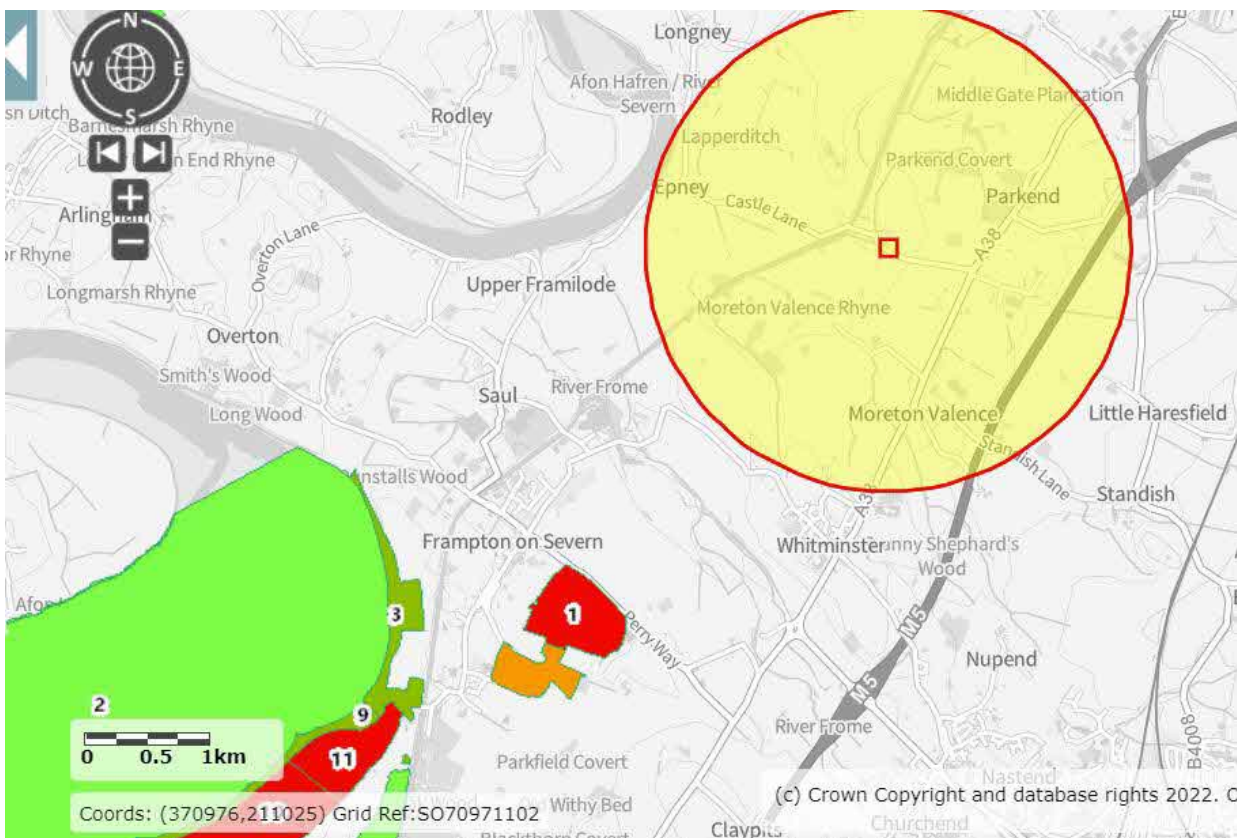 N
W
E
S
Longney
Afon Hafren / River
Severn
Middle Gate Plantation
Rodley
Lapperditch
Parkend Covert
Epney
Castle Lane
Parkend
A38
Arlingham
Overton Lane
Longmarsh Rhyne
Upper Framilode
Moreton Valence Rhyne
Overton
Smith's Wood
Long Wood
Saul
River Frome
Moreton Valence
Little Haresfield
Standish Lane
Standish
A38
Frampton on Severn
Whitminster
Shephard's
Wood
3
1
Perry Way
M5
Nupend
M5
2
9
River Frome
B4008
0 0.5 1km
11
Parkfield Covert
Nastend
Coords: (370976,211025) Grid Ref:SO70971102
Withy Bed
(c) Crown Copyright and database rights 2022. O
Claypits
Churchend